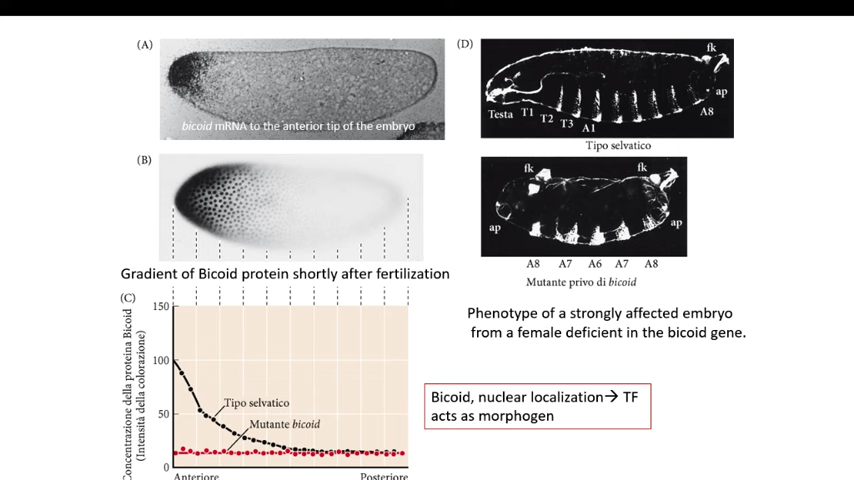 (A)
bicoid mRNA to the anterior tip of the embryo
(B)
Gradient of Bicoid protein shortly after fertilization
(C)
Concentrazione della proteina Bicoid
(Intensità della colorazione)
150
100
50
0
Tipo selvatico
Mutante bicoid
Anteriore
Posteriore
(D)
fk
ap
Testa
T1
T2
T3
A1
A8
Tipo selvatico
fk
fk
ap
ap
A8 A7 A6 A7 A8
Mutante privo di bicoid
Phenotype of a strongly affected embryo
from a female deficient in the bicoid gene.
Bicoid, nuclear localization→ TF
acts as morphogen